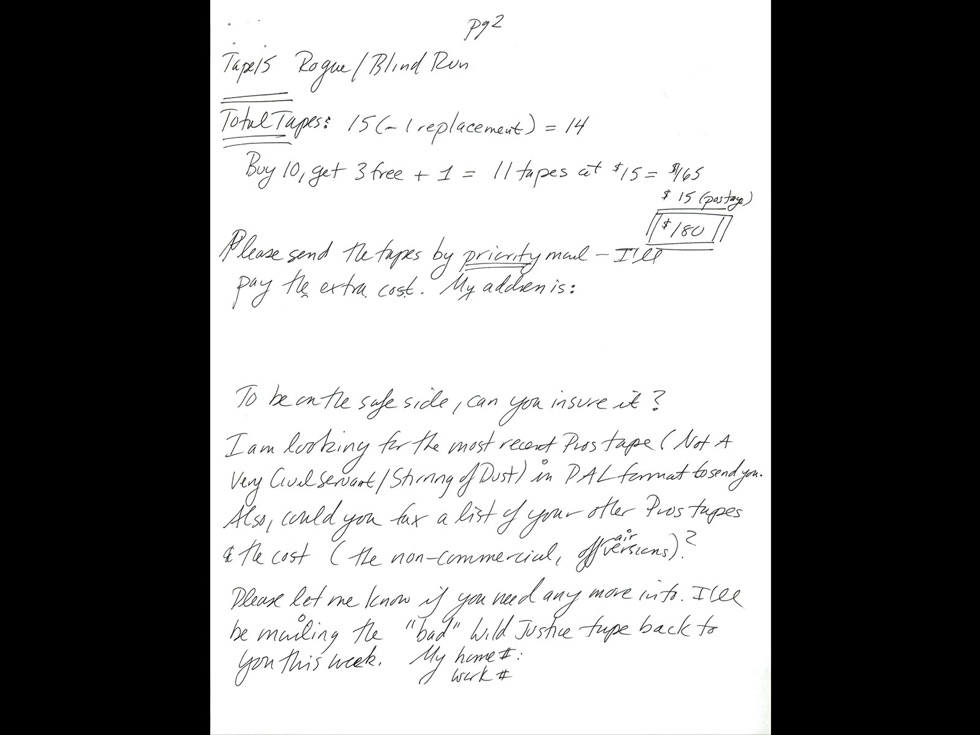 Pg 2
Tape 15 Rogue/Blind Run
Total Tapes: 15 (-1 replacement) = 14
Buy 10, get 3 free + 1 = 11 tapes at $15 = $165
$15 (postage)
$180
Please send the tapes by priority mail - I'll
pay the extra cost. My address is:
To be on the safe side, can you insure it?
I am looking for the most recent Pros tape (Not A
Very Civil Servant/Stirring of Dust) in PAL format to send you.
Also, could you fax a list of your other Pros tapes
& the cost (the non-commercial, off air versions)?
Please let me know if you need any more info. I'll
be mailing the "bad" Wild Justice tape back to
you this week. My home #:
work #